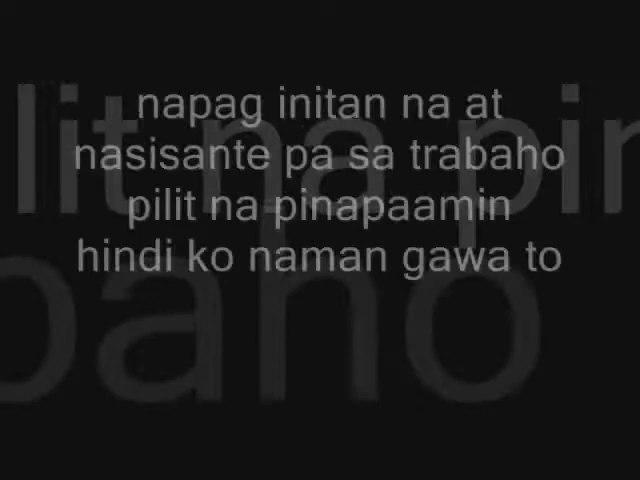 napag initan na at
nasisante pa sa trabaho
pilit na pinapaamin
hindi ko naman gawa to